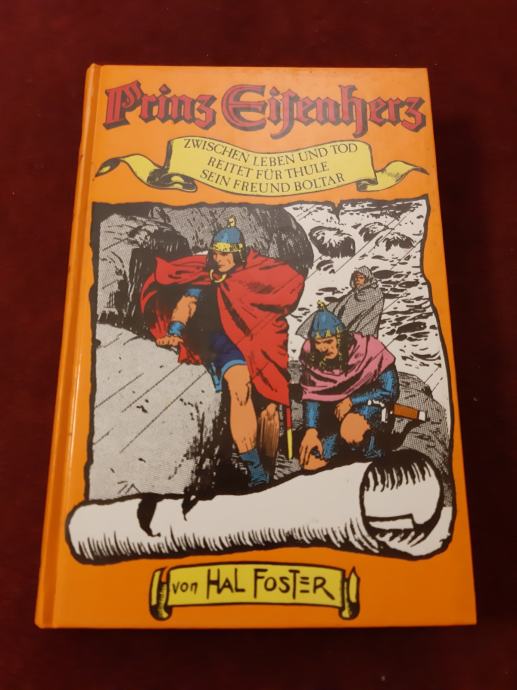 Prinz Eiſenherz
ZWISCHEN LEBEN UND TOD
REITET FÜR THULE
SEIN FREUND BOLTAR
von HAL FOSTER